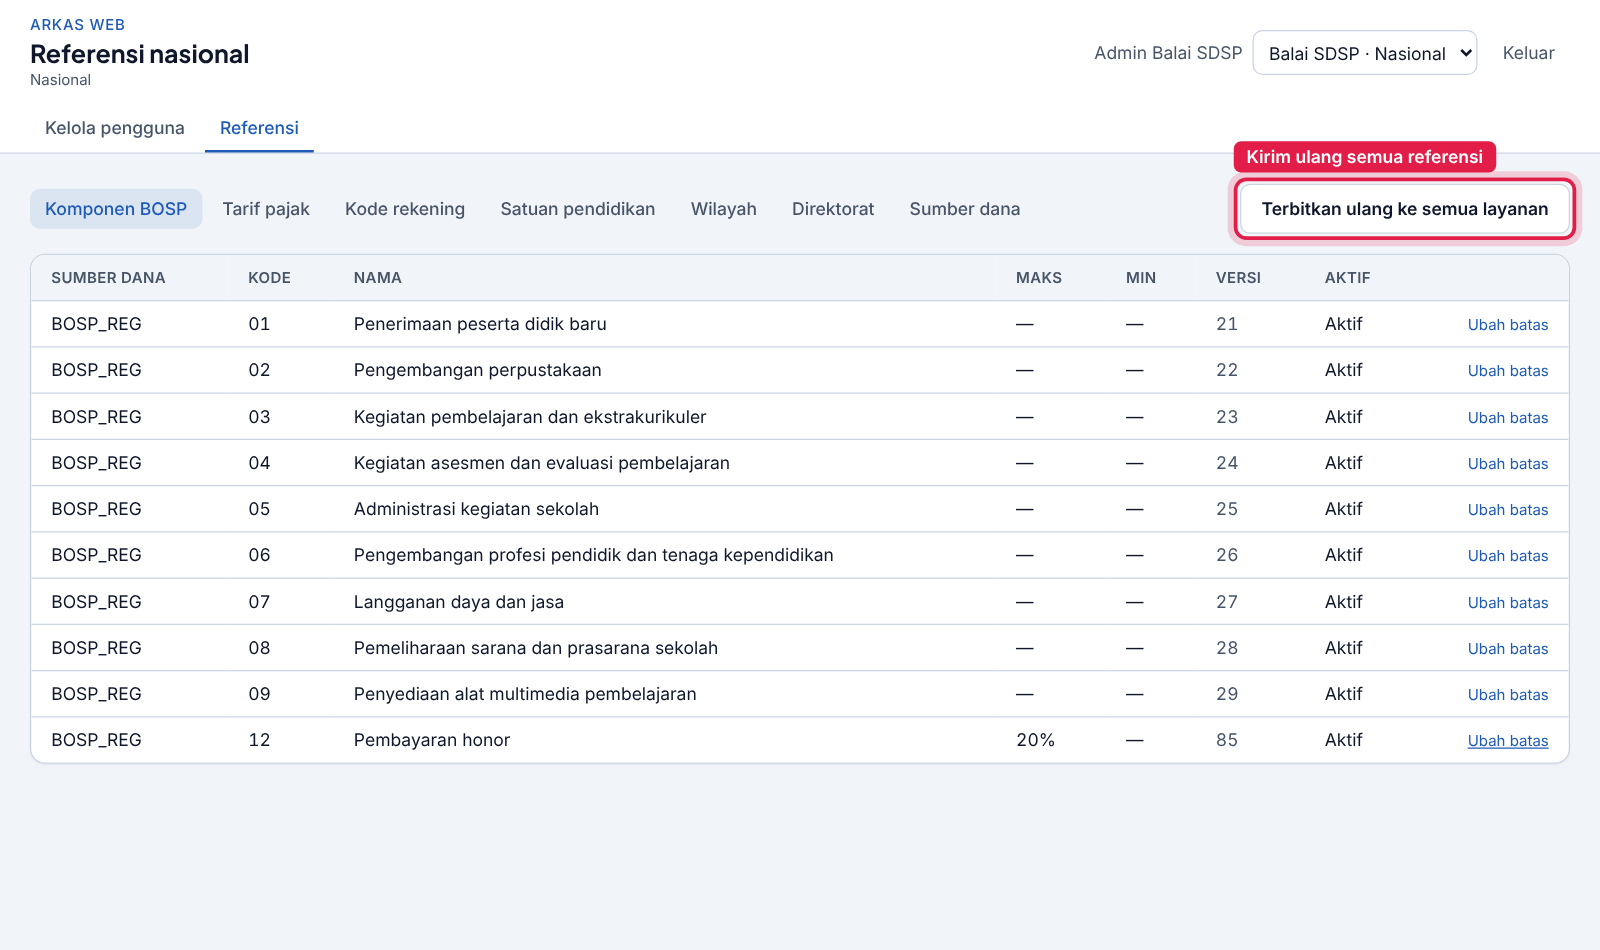 ARKAS WEB
Referensi nasional
Nasional
Admin Balai SDSP
Balai SDSP · Nasional
Keluar
Kelola pengguna
Referensi
Kirim ulang semua referensi
Komponen BOSP
Tarif pajak
Kode rekening
Satuan pendidikan
Wilayah
Direktorat
Sumber dana
Terbitkan ulang ke semua layanan
SUMBER DANA KODE NAMA MAKS MIN VERSI AKTIF
BOSP_REG 01 Penerimaan peserta didik baru — — 21 Aktif Ubah batas
BOSP_REG 02 Pengembangan perpustakaan — — 22 Aktif Ubah batas
BOSP_REG 03 Kegiatan pembelajaran dan ekstrakurikuler — — 23 Aktif Ubah batas
BOSP_REG 04 Kegiatan asesmen dan evaluasi pembelajaran — — 24 Aktif Ubah batas
BOSP_REG 05 Administrasi kegiatan sekolah — — 25 Aktif Ubah batas
BOSP_REG 06 Pengembangan profesi pendidik dan tenaga kependidikan — — 26 Aktif Ubah batas
BOSP_REG 07 Langganan daya dan jasa — — 27 Aktif Ubah batas
BOSP_REG 08 Pemeliharaan sarana dan prasarana sekolah — — 28 Aktif Ubah batas
BOSP_REG 09 Penyediaan alat multimedia pembelajaran — — 29 Aktif Ubah batas
BOSP_REG 12 Pembayaran honor 20% — 85 Aktif Ubah batas